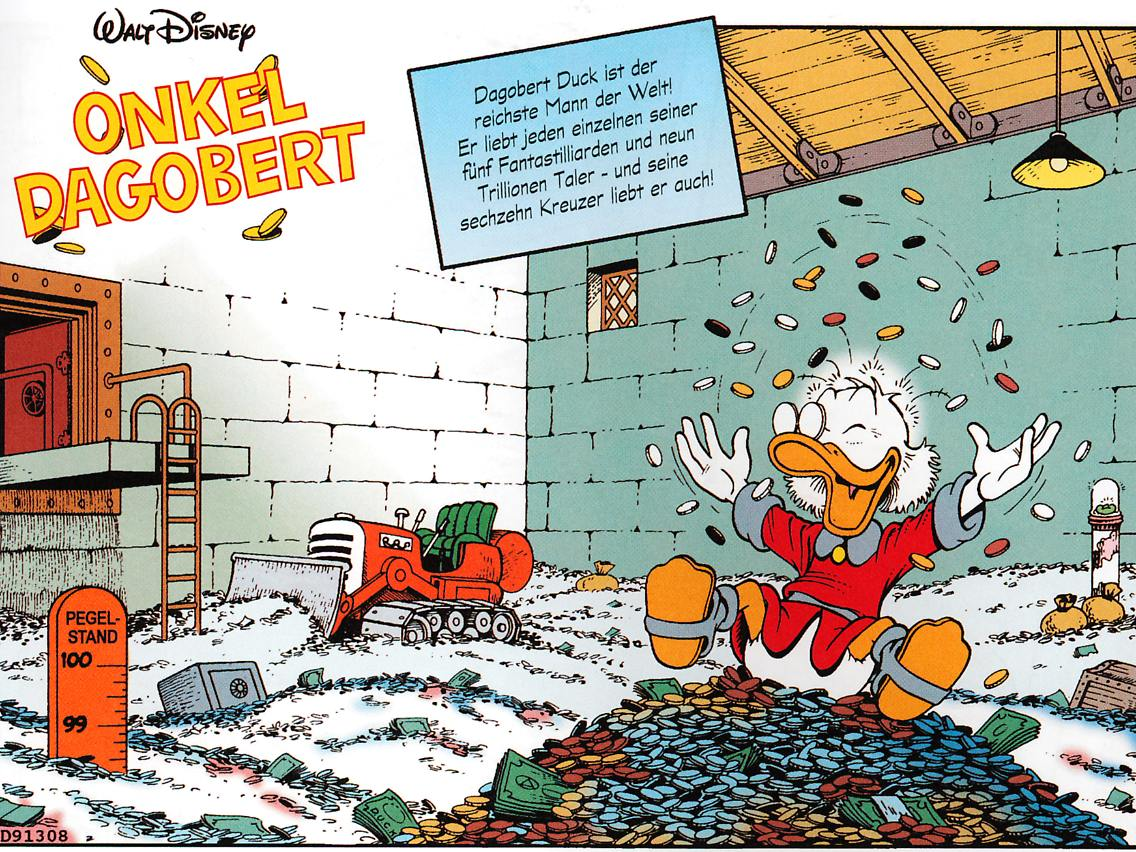 WALT DISNEY
ONKEL
DAGOBERT
Dagobert Duck ist der
reichste Mann der Welt!
Er liebt jeden einzelnen seiner
fünf Fantastilliarden und neun
Trillionen Taler - und seine
sechzehn Kreuzer liebt er auch!
R.A.P
PEGEL-
STAND
100
99
DUCK
D91308